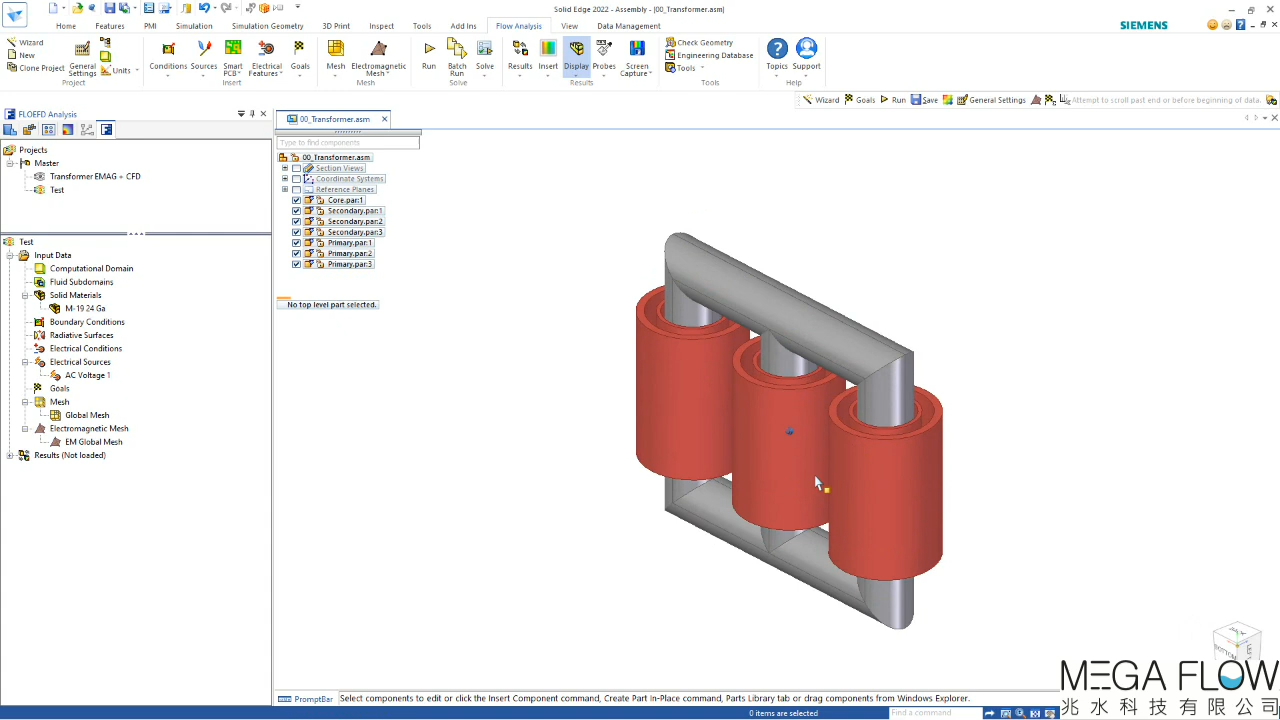 Solid Edge 2022 - Assembly - [00_Transformer.asm]
Home Features PMI Simulation Simulation Geometry 3D Print Inspect Tools Add Ins Flow Analysis View Data Management
SIEMENS
Wizard
New
Clone Project
General Settings
Units
Project
Conditions
Sources
Smart PCB
Electrical Features
Goals
Insert
Mesh
Electromagnetic Mesh
Mesh
Run
Batch Run
Solve
Solve
Results
Insert
Display
Probes
Screen Capture
Results
Check Geometry
Engineering Database
Tools
Tools
Topics
Support
Help
Wizard Goals Run Save General Settings Attempt to scroll past end or before beginning of data.
FLOEFD Analysis
00_Transformer.asm
Projects
Master
Transformer EMAG + CFD
Test
Test
Input Data
Computational Domain
Fluid Subdomains
Solid Materials
M-19 24 Ga
Boundary Conditions
Radiative Surfaces
Electrical Conditions
Electrical Sources
AC Voltage 1
Goals
Mesh
Global Mesh
Electromagnetic Mesh
EM Global Mesh
Results (Not loaded)
Type to find components
00_Transformer.asm
Section Views
Coordinate Systems
Reference Planes
Core.par:1
Secondary.par:1
Secondary.par:2
Secondary.par:3
Primary.par:1
Primary.par:2
Primary.par:3
No top level part selected.
BOTTOM
MEGA FLOW
兆水科技有限公司
PromptBar
Select components to edit or click the Insert Component command, Create Part In-Place command, Parts Library tab or drag components from Windows Explorer.
0 items are selected
Find a command